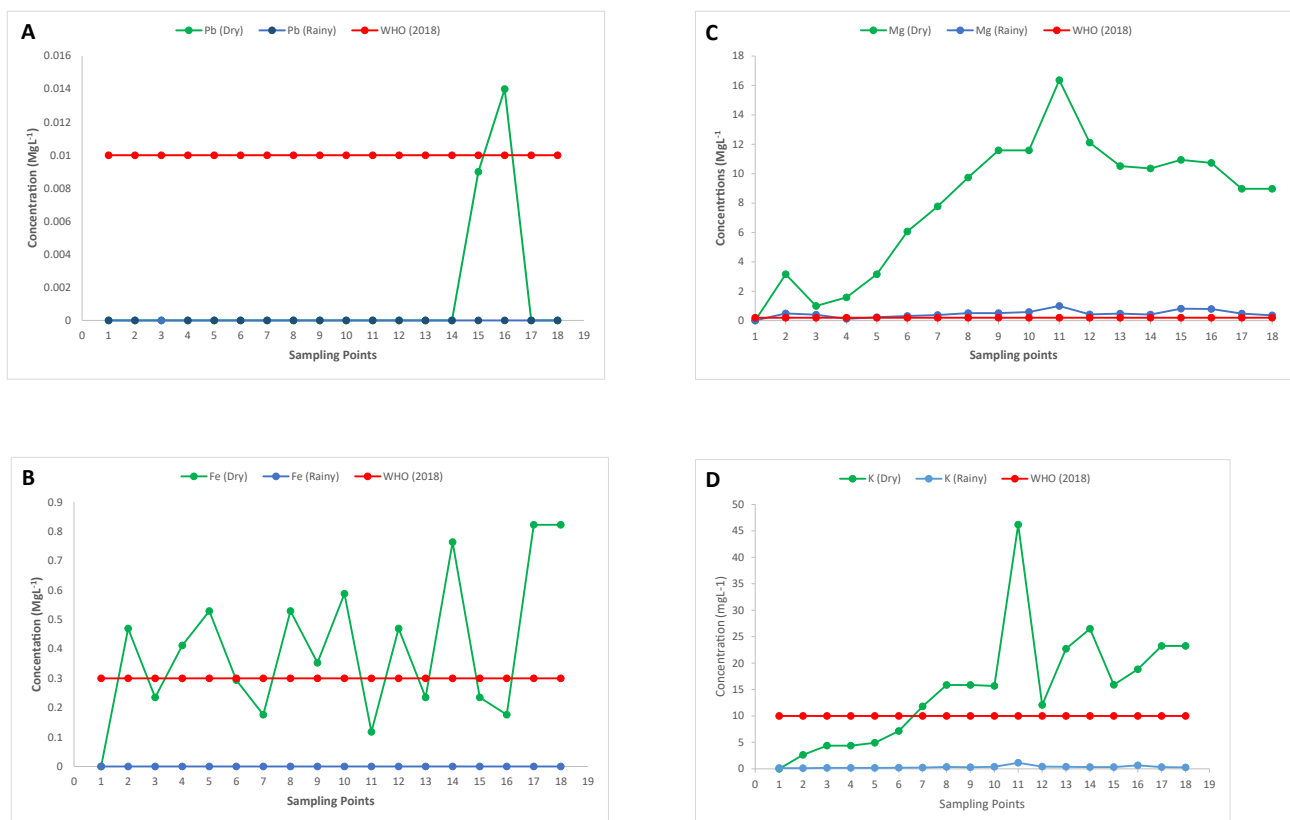 A
Pb (Dry) Pb (Rainy) WHO (2018)
0.016
0.014
0.012
0.01
0.008
0.006
0.004
0.002
0
Concentration (MgL-1)
0 1 2 3 4 5 6 7 8 9 10 11 12 13 14 15 16 17 18 19
Sampling Points
C
Mg (Dry) Mg (Rainy) WHO (2018)
18
16
14
12
10
8
6
4
2
0
Concentrtions (MgL-1)
1 2 3 4 5 6 7 8 9 10 11 12 13 14 15 16 17 18
Sampling points
B
Fe (Dry) Fe (Rainy) WHO (2018)
0.9
0.8
0.7
0.6
0.5
0.4
0.3
0.2
0.1
0
Concentation (MgL-1)
0 1 2 3 4 5 6 7 8 9 10 11 12 13 14 15 16 17 18 19
Sampling Points
D
K (Dry) K (Rainy) WHO (2018)
50
45
40
35
30
25
20
15
10
5
0
Concentration (mgL-1)
0 1 2 3 4 5 6 7 8 9 10 11 12 13 14 15 16 17 18 19
Sampling Points